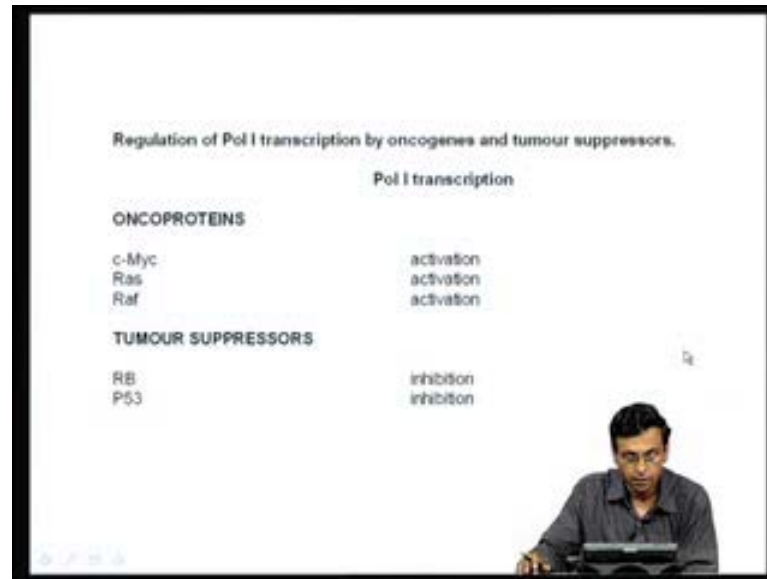 Regulation of Pol I transcription by oncogenes and tumour suppressors.
Pol I transcription
ONCOPROTEINS
c-Myc activation
Ras activation
Raf activation
TUMOUR SUPPRESSORS
RB inhibition
P53 inhibition